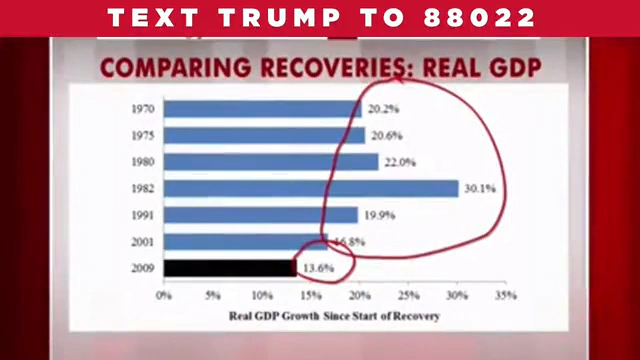 TEXT TRUMP TO 88022
COMPARING RECOVERIES: REAL GDP
1970 20.2%
1975 20.6%
1980 22.0%
1982 30.1%
1991 19.9%
2001 16.8%
2009 13.6%
0% 5% 10% 15% 20% 25% 30% 35%
Real GDP Growth Since Start of Recovery